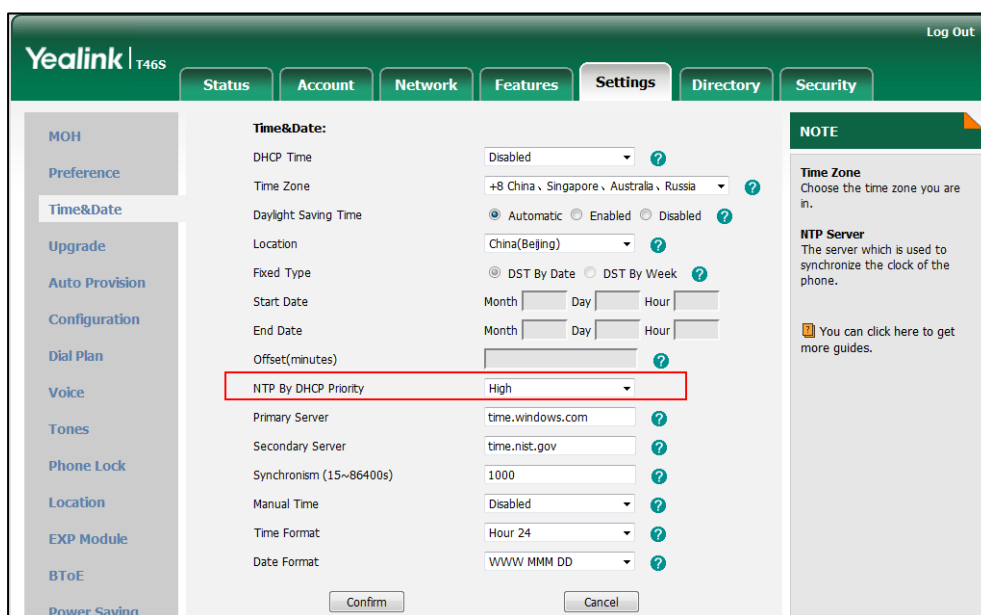 Log Out
Yealink T46S
Status Account Network Features Settings Directory Security
MOH
Preference
Time&Date
Upgrade
Auto Provision
Configuration
Dial Plan
Voice
Tones
Phone Lock
Location
EXP Module
BToE
Power Saving
Time&Date:
DHCP Time Disabled ?
Time Zone +8 China、Singapore、Australia、Russia ?
Daylight Saving Time Automatic Enabled Disabled ?
Location China(Beijing) ?
Fixed Type DST By Date DST By Week ?
Start Date Month Day Hour
End Date Month Day Hour
Offset(minutes) ?
NTP By DHCP Priority High
Primary Server time.windows.com ?
Secondary Server time.nist.gov ?
Synchronism (15~86400s) 1000 ?
Manual Time Disabled ?
Time Format Hour 24 ?
Date Format WWW MMM DD ?
Confirm Cancel
NOTE
Time Zone
Choose the time zone you are
in.
NTP Server
The server which is used to
synchronize the clock of the
phone.
? You can click here to get
more guides.